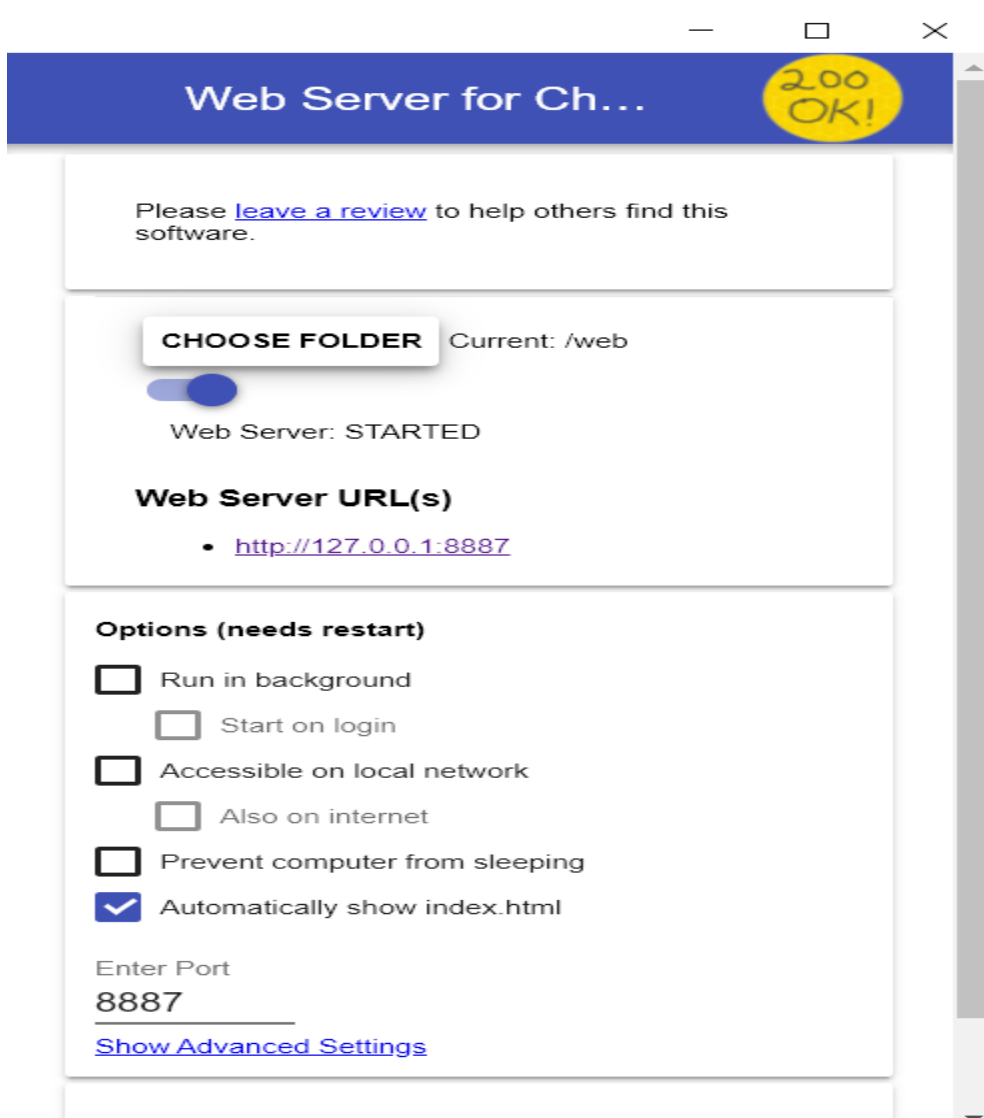 Web Server for Ch...
200
OK!
Please leave a review to help others find this
software.
CHOOSE FOLDER Current: /web
Web Server: STARTED
Web Server URL(s)
• http://127.0.0.1:8887
Options (needs restart)
Run in background
Start on login
Accessible on local network
Also on internet
Prevent computer from sleeping
Automatically show index.html
Enter Port
8887
Show Advanced Settings